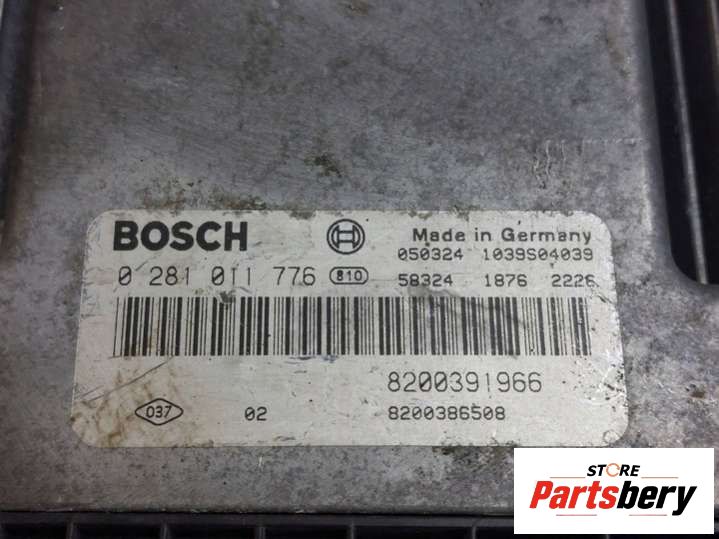 BOSCH
Made in Germany
050324 1039S04039
0 281 011 776 810 58324 1876 2226
8200391966
037 02 8200386508
STORE
Partsbery